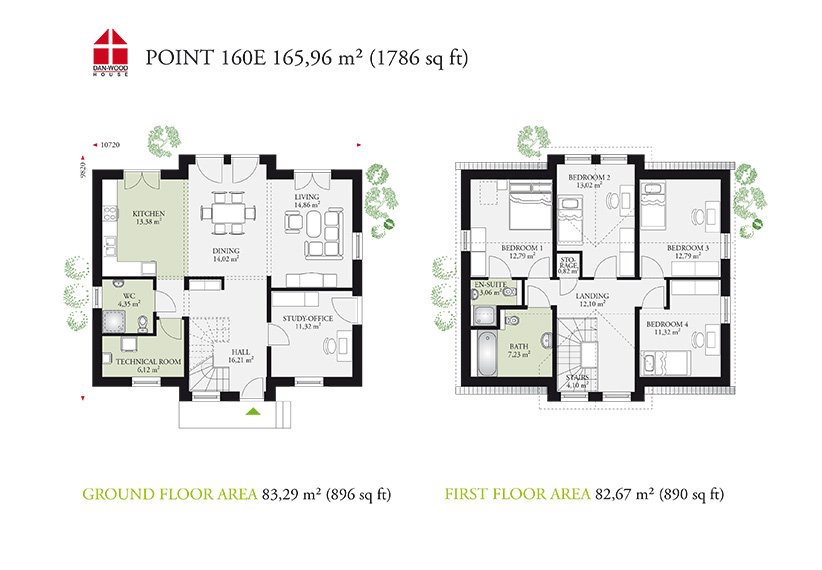 DAN-WOOD
HOUSE
POINT 160E 165,96 m² (1786 sq ft)
10720
9820
KITCHEN
13,38 m²
DINING
14,02 m²
LIVING
14,86 m²
WC
4,35 m²
TECHNICAL ROOM
6,12 m²
HALL
16,21 m²
STUDY-OFFICE
11,32 m²
BEDROOM 2
13,02 m²
BEDROOM 1
12,79 m²
STO-
RAGE
0,82 m²
BEDROOM 3
12,79 m²
EN-SUITE
3,06 m²
LANDING
12,10 m²
BATH
7,23 m²
BEDROOM 4
11,32 m²
STAIRS
4,10 m²
GROUND FLOOR AREA 83,29 m² (896 sq ft)
FIRST FLOOR AREA 82,67 m² (890 sq ft)